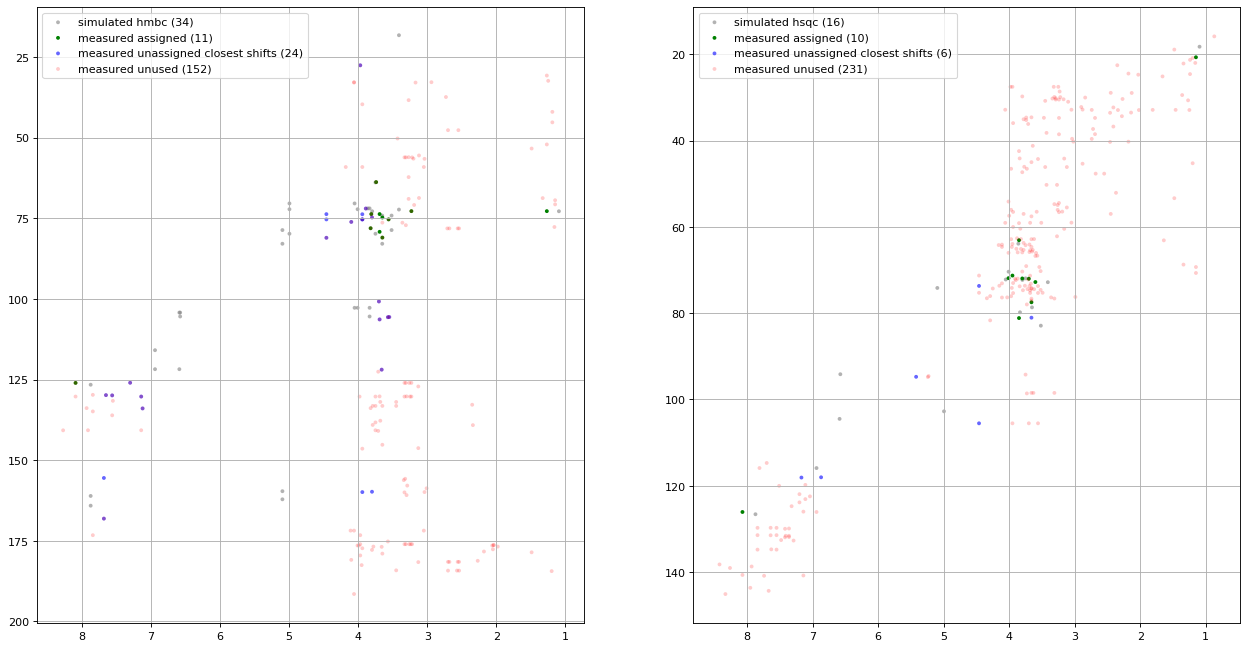 simulated hmbc (34)
measured assigned (11)
measured unassigned closest shifts (24)
measured unused (152)
25
50
75
100
125
150
175
200
8 7 6 5 4 3 2 1
simulated hsqc (16)
measured assigned (10)
measured unassigned closest shifts (6)
measured unused (231)
20
40
60
80
100
120
140
8 7 6 5 4 3 2 1